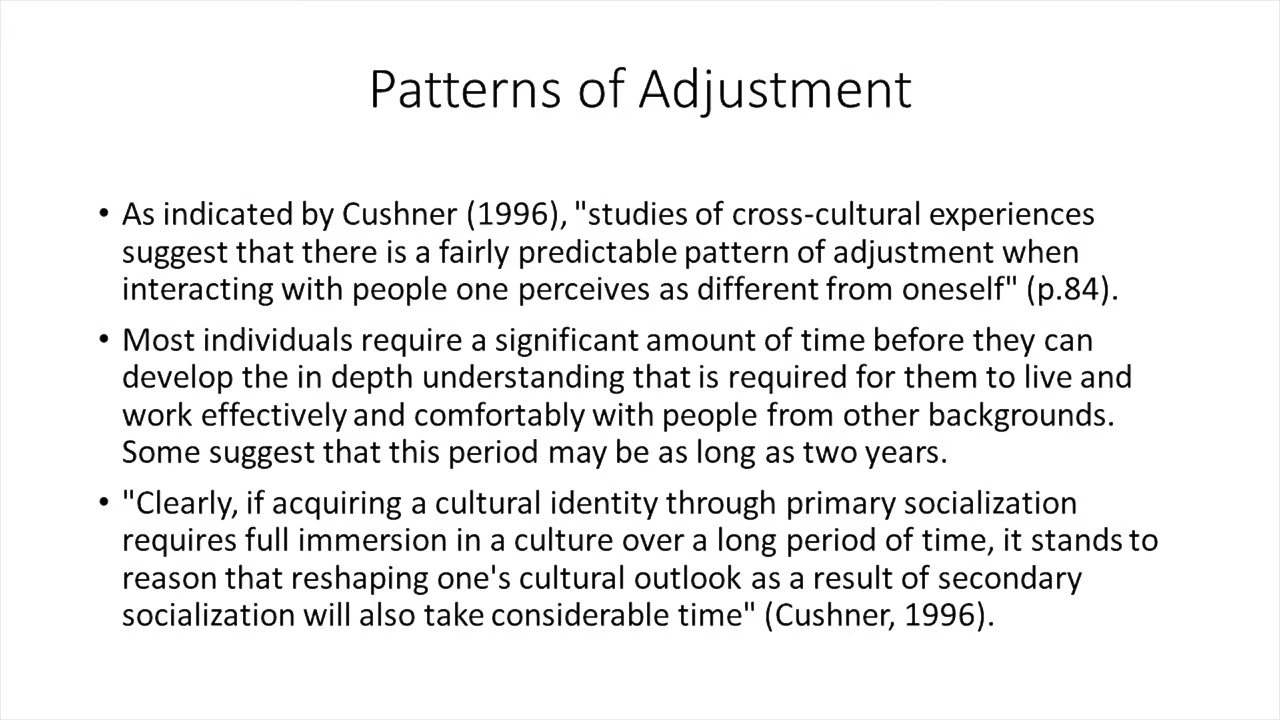 Patterns of Adjustment
• As indicated by Cushner (1996), "studies of cross-cultural experiences
suggest that there is a fairly predictable pattern of adjustment when
interacting with people one perceives as different from oneself" (p.84).
• Most individuals require a significant amount of time before they can
develop the in depth understanding that is required for them to live and
work effectively and comfortably with people from other backgrounds.
Some suggest that this period may be as long as two years.
• "Clearly, if acquiring a cultural identity through primary socialization
requires full immersion in a culture over a long period of time, it stands to
reason that reshaping one's cultural outlook as a result of secondary
socialization will also take considerable time" (Cushner, 1996).